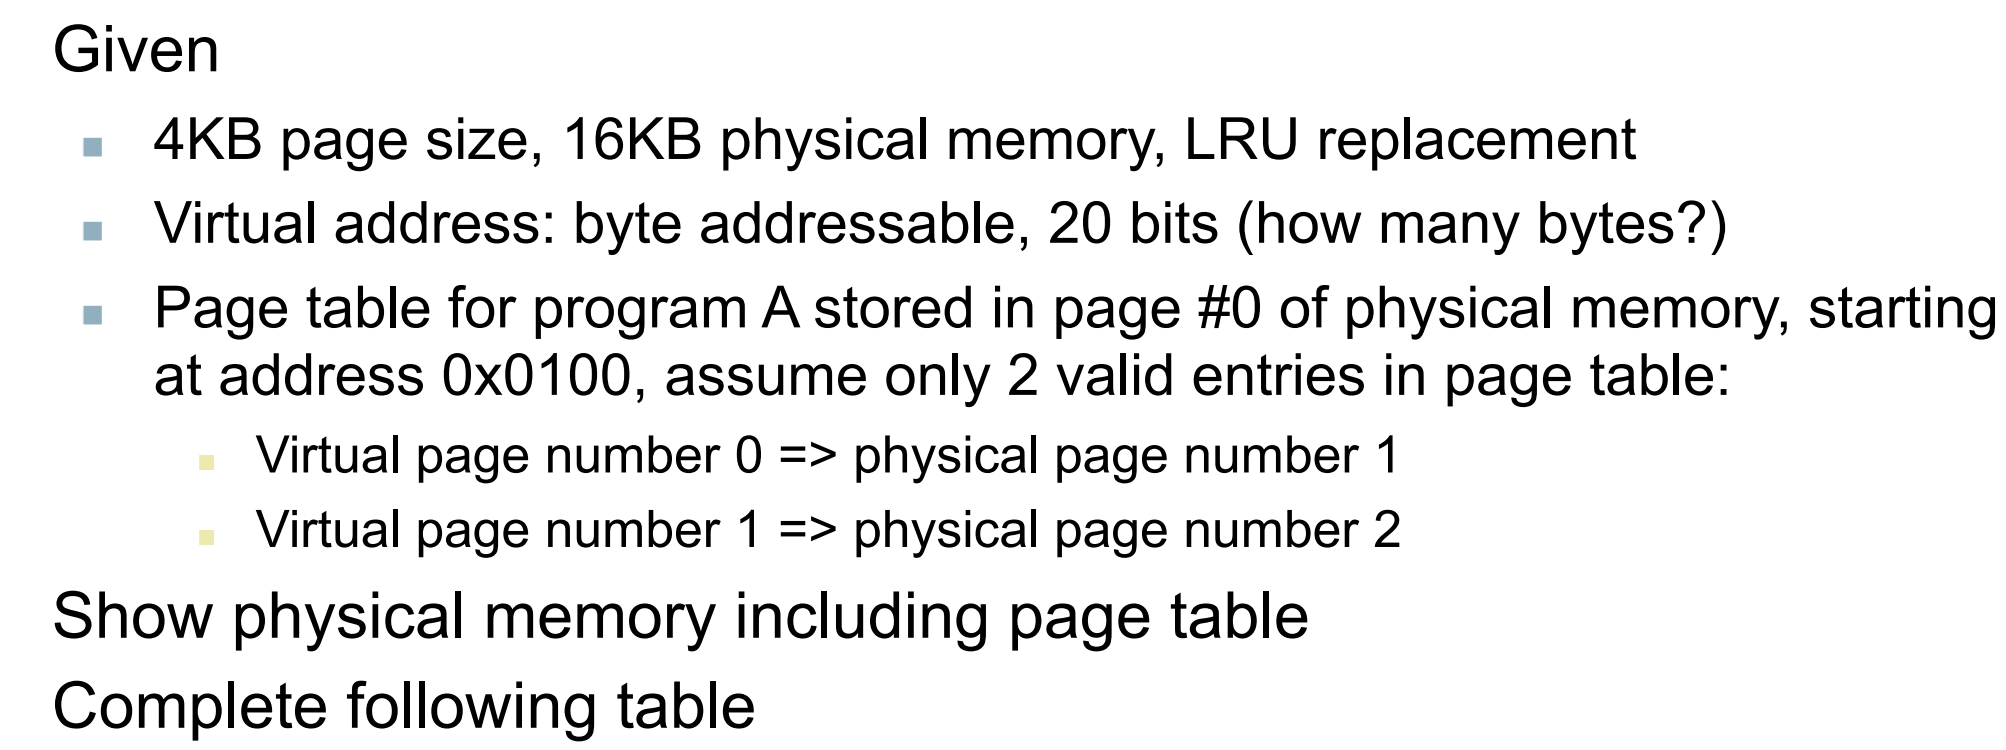 Given
4KB page size, 16KB physical memory, LRU replacement
Virtual address: byte addressable, 20 bits (how many bytes?)
Page table for program A stored in page #0 of physical memory, starting
at address 0x0100, assume only 2 valid entries in page table:
Virtual page number 0 => physical page number 1
Virtual page number 1 => physical page number 2
Show physical memory including page table
Complete following table